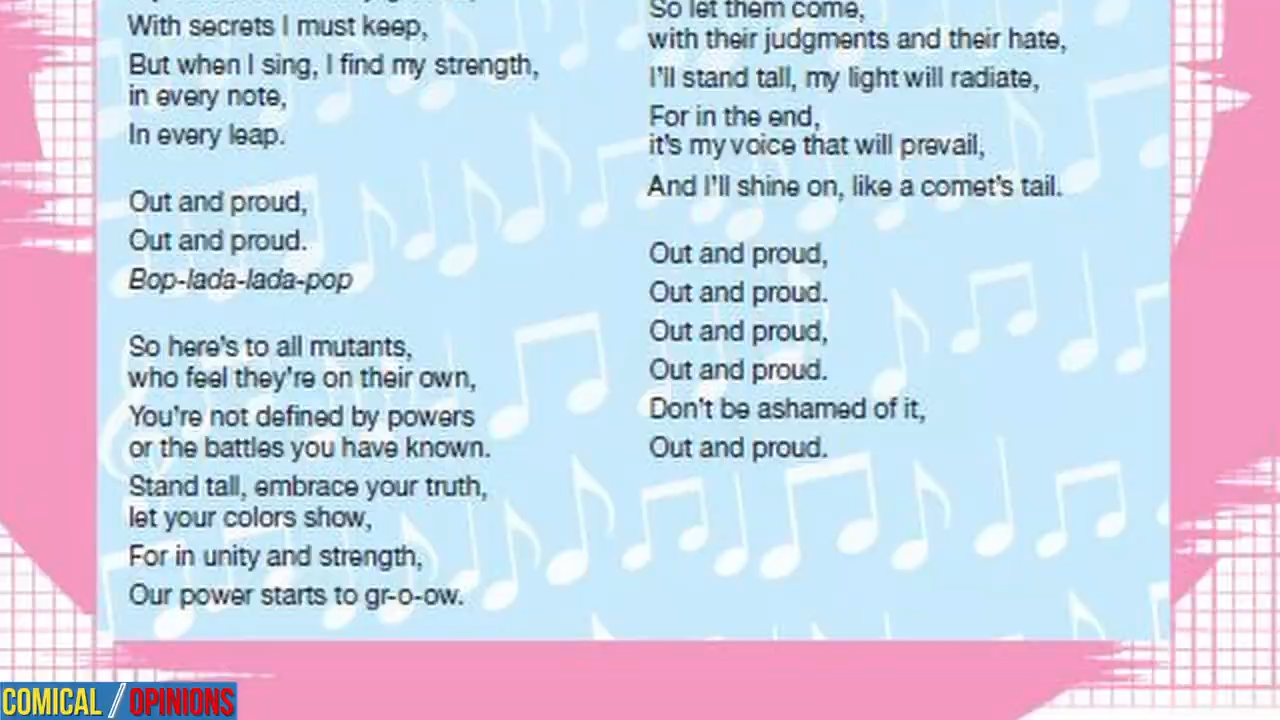 With secrets I must keep,
But when I sing, I find my strength,
in every note,
In every leap.
Out and proud,
Out and proud.
Bop-lada-lada-pop
So here's to all mutants,
who feel they're on their own,
You're not defined by powers
or the battles you have known.
Stand tall, embrace your truth,
let your colors show,
For in unity and strength,
Our power starts to gr-o-ow.
So let them come,
with their judgments and their hate,
I'll stand tall, my light will radiate,
For in the end,
it's my voice that will prevail,
And I'll shine on, like a comet's tail.
Out and proud,
Out and proud.
Out and proud,
Out and proud.
Don't be ashamed of it,
Out and proud.
COMICAL / OPINIONS